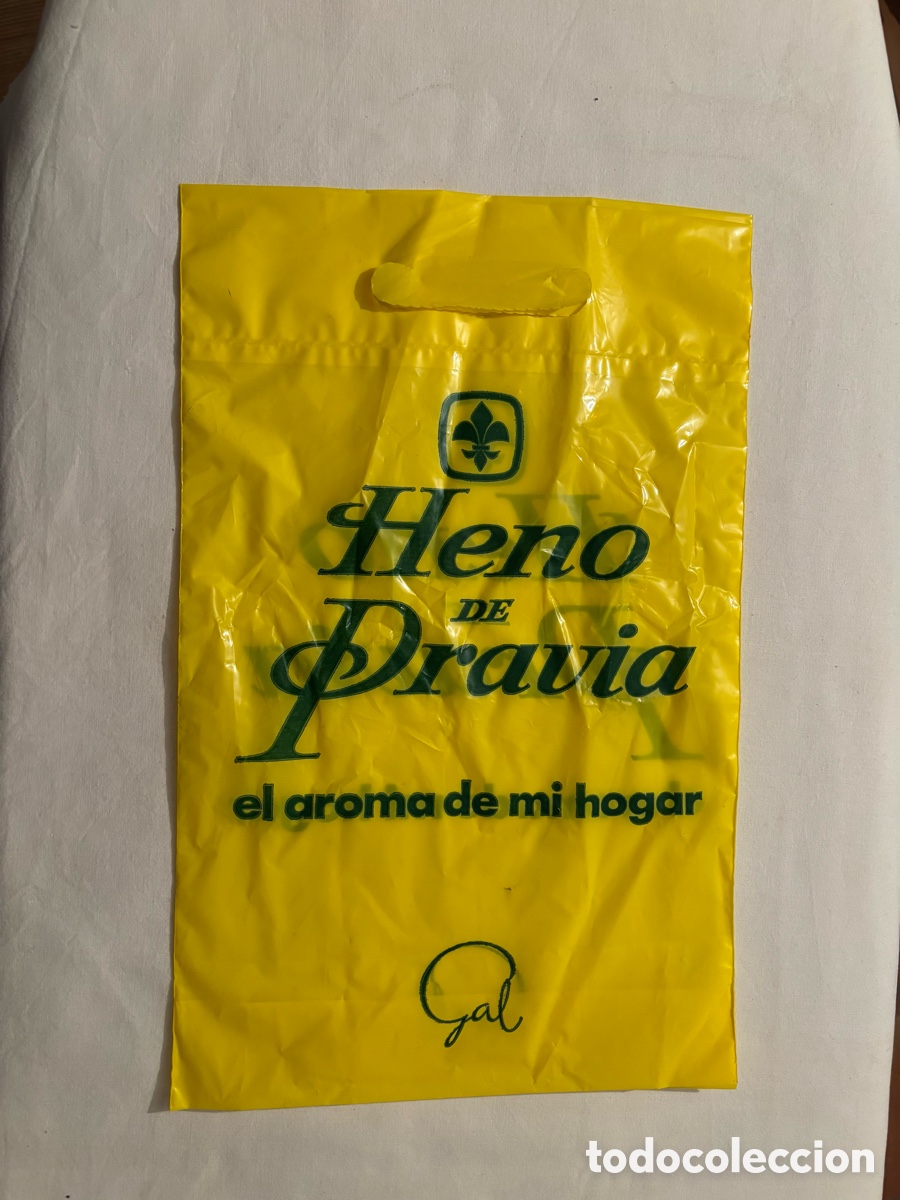 Heno
DE
Pravia
el aroma de mi hogar
Gal
todocoleccion